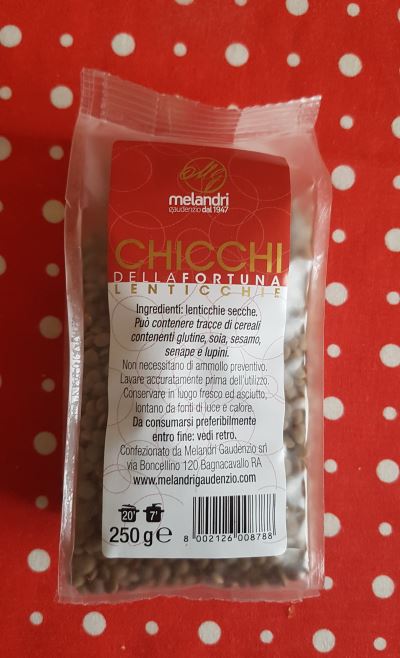 melandri
gaudenzio dal 1947
CHICCHI
DELLAFORTUNA
LENTICCHIE
Ingredienti: lenticchie secche.
Può contenere tracce di cereali
contenenti glutine, soia, sesamo,
senape e lupini.
Non necessitano di ammollo preventivo.
Lavare accuratamente prima dell'utilizzo.
Conservare in luogo fresco ed asciutto,
lontano da fonti di luce e calore.
Da consumarsi preferibilmente
entro fine: vedi retro.
Confezionato da Melandri Gaudenzio srl
via Boncellino 120 Bagnacavallo RA
www.melandrigaudenzio.com
20' 7'
250 g e
8 002126 008788